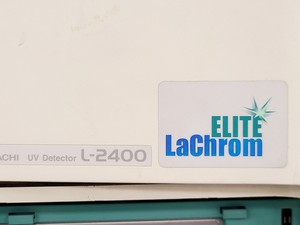 ELITE
LaChrom
ACHI UV Detector L-2400